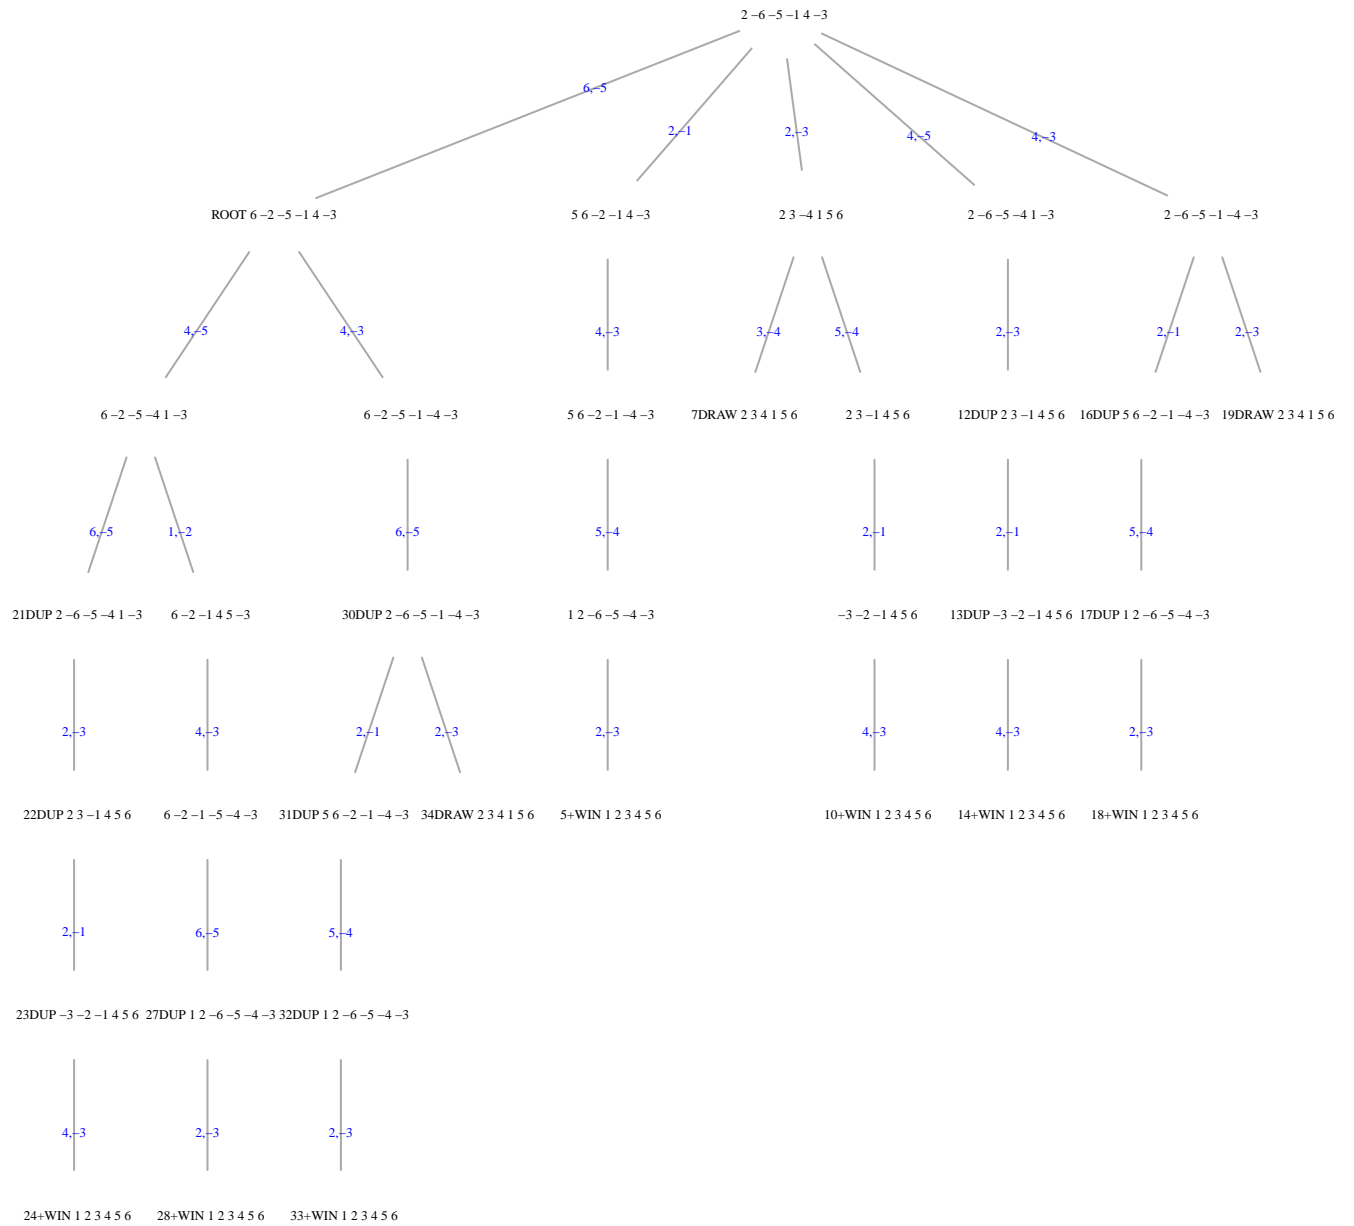 2 −6 −5 −1 4 −3
6,−5
2,−1
2,−3
4,−5
4,−3
ROOT 6 −2 −5 −1 4 −3
5 6 −2 −1 4 −3
2 3 −4 1 5 6
2 −6 −5 −4 1 −3
2 −6 −5 −1 −4 −3
4,−5
4,−3
4,−3
3,−4
5,−4
2,−3
2,−1
2,−3
6 −2 −5 −4 1 −3
6 −2 −5 −1 −4 −3
5 6 −2 −1 −4 −3
7DRAW 2 3 4 1 5 6
2 3 −1 4 5 6
12DUP 2 3 −1 4 5 6
16DUP 5 6 −2 −1 −4 −3
19DRAW 2 3 4 1 5 6
6,−5
1,−2
6,−5
5,−4
2,−1
2,−1
5,−4
21DUP 2 −6 −5 −4 1 −3
6 −2 −1 4 5 −3
30DUP 2 −6 −5 −1 −4 −3
1 2 −6 −5 −4 −3
−3 −2 −1 4 5 6
13DUP −3 −2 −1 4 5 6
17DUP 1 2 −6 −5 −4 −3
2,−3
4,−3
2,−1
2,−3
2,−3
4,−3
4,−3
2,−3
22DUP 2 3 −1 4 5 6
6 −2 −1 −5 −4 −3
31DUP 5 6 −2 −1 −4 −3
34DRAW 2 3 4 1 5 6
5+WIN 1 2 3 4 5 6
10+WIN 1 2 3 4 5 6
14+WIN 1 2 3 4 5 6
18+WIN 1 2 3 4 5 6
2,−1
6,−5
5,−4
23DUP −3 −2 −1 4 5 6
27DUP 1 2 −6 −5 −4 −3
32DUP 1 2 −6 −5 −4 −3
4,−3
2,−3
2,−3
24+WIN 1 2 3 4 5 6
28+WIN 1 2 3 4 5 6
33+WIN 1 2 3 4 5 6